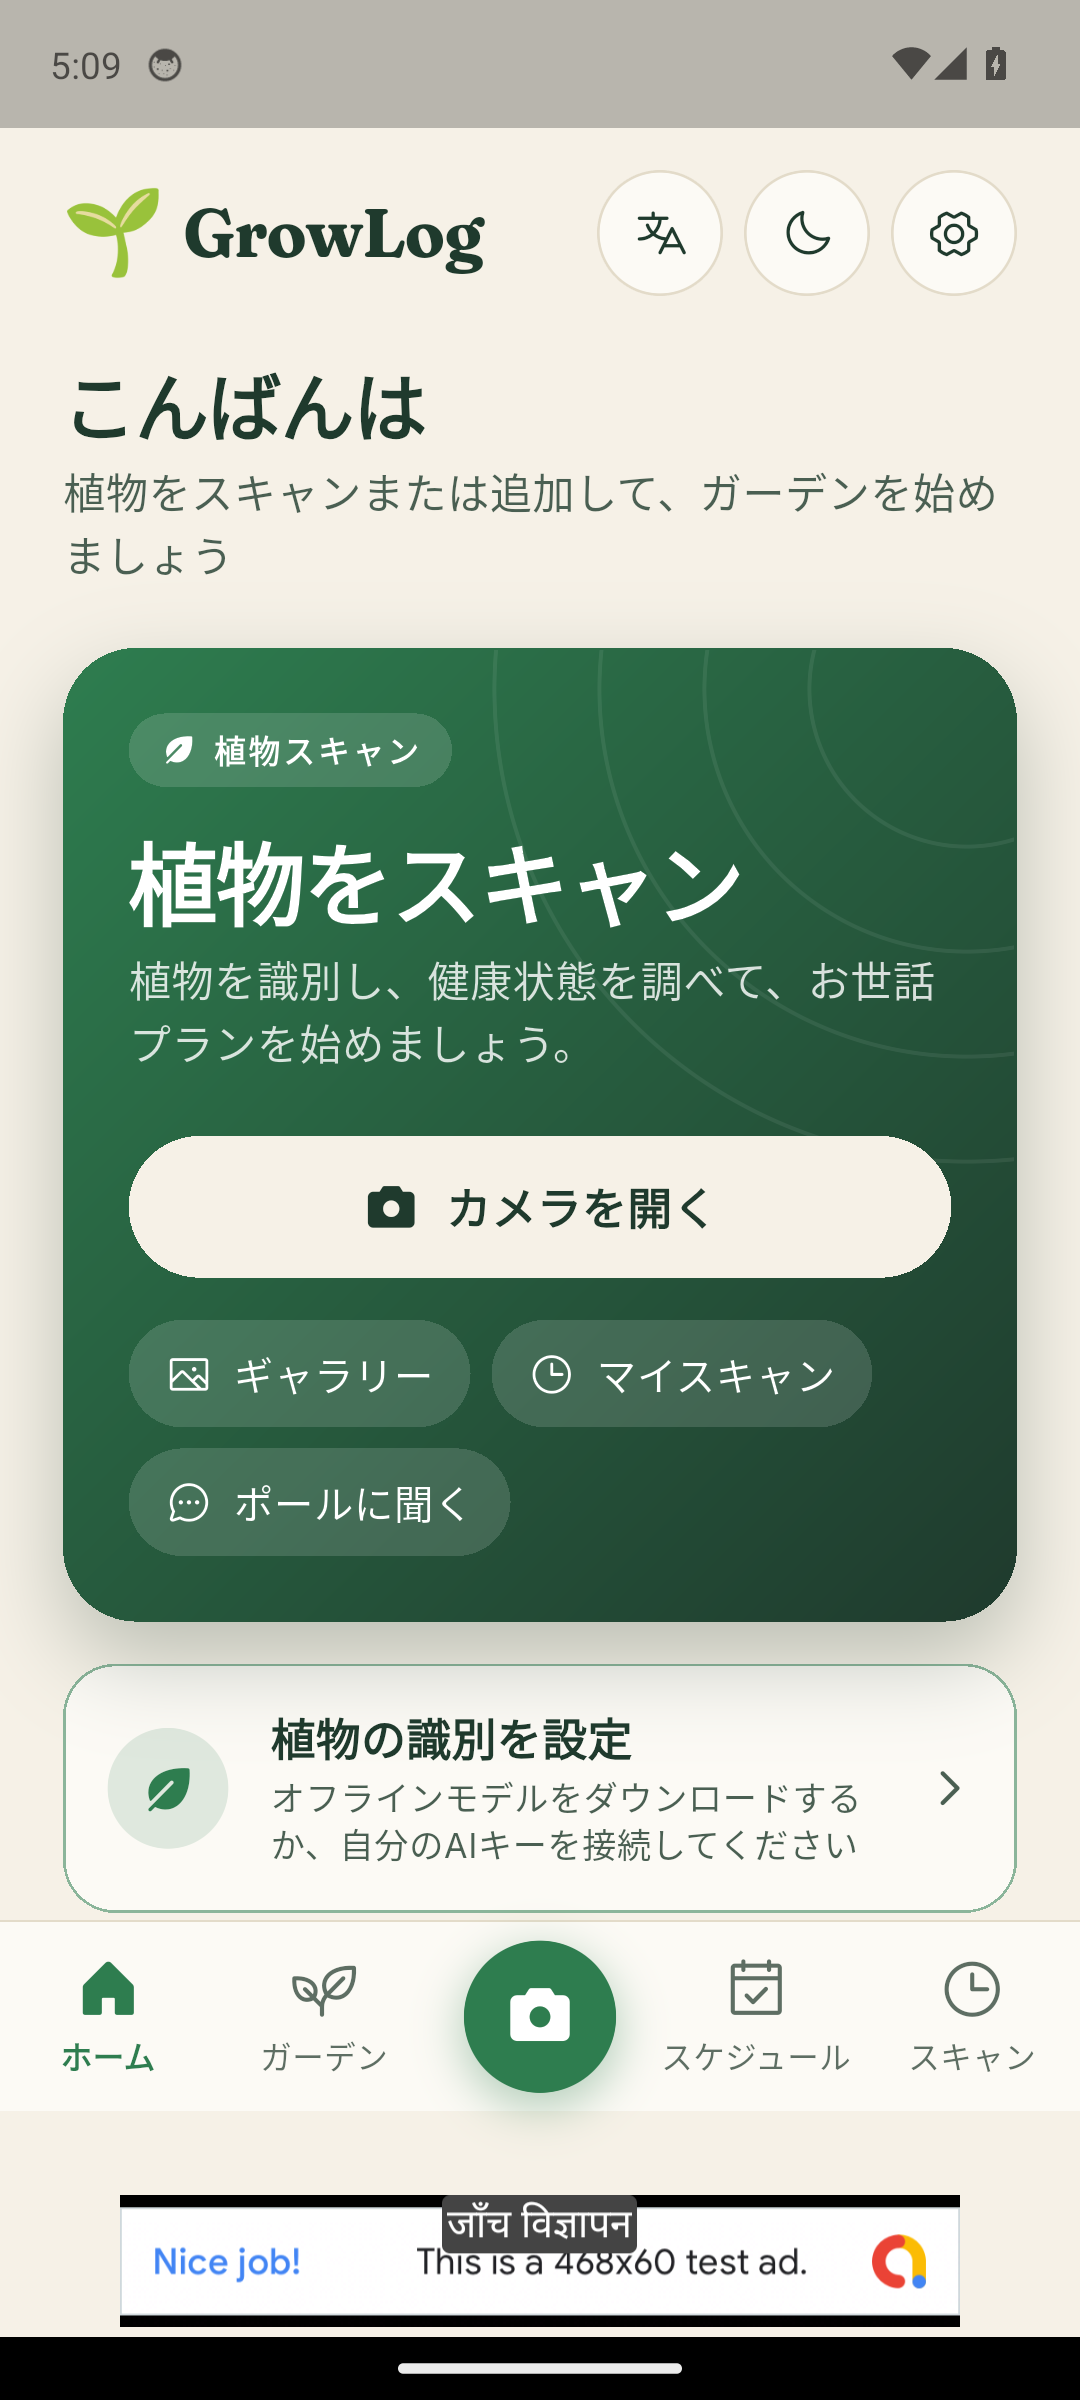 5:09
GrowLog
こんばんは
植物をスキャンまたは追加して、ガーデンを始め
ましょう
植物スキャン
植物をスキャン
植物を識別し、健康状態を調べて、お世話
プランを始めましょう。
カメラを開く
ギャラリー
マイスキャン
ポールに聞く
植物の識別を設定
オフラインモデルをダウンロードする
か、自分のAIキーを接続してください
ホーム
ガーデン
スケジュール
スキャン
जाँच विज्ञापन
Nice job!
This is a 468x60 test ad.